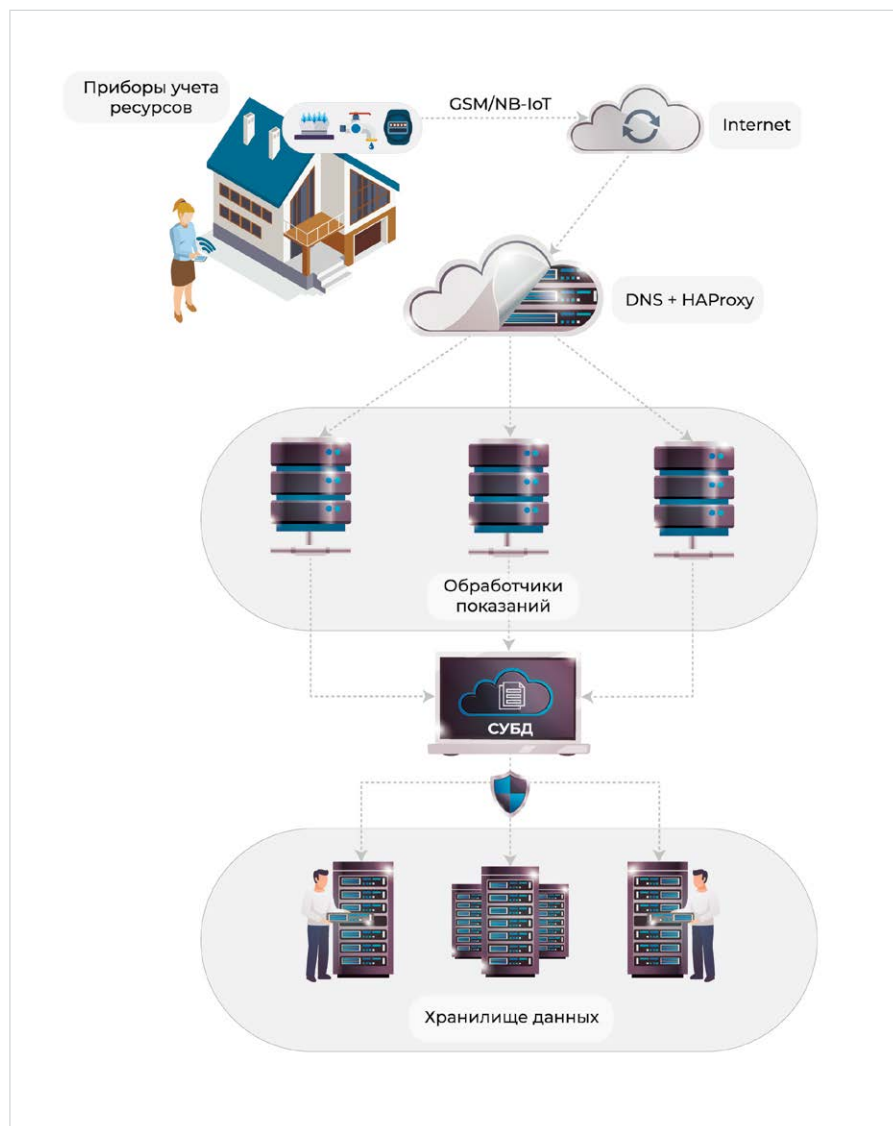 Приборы учета
ресурсов
GSM/NB-IoT
Internet
DNS + HAProxy
Обработчики
показаний
СУБД
Хранилище данных